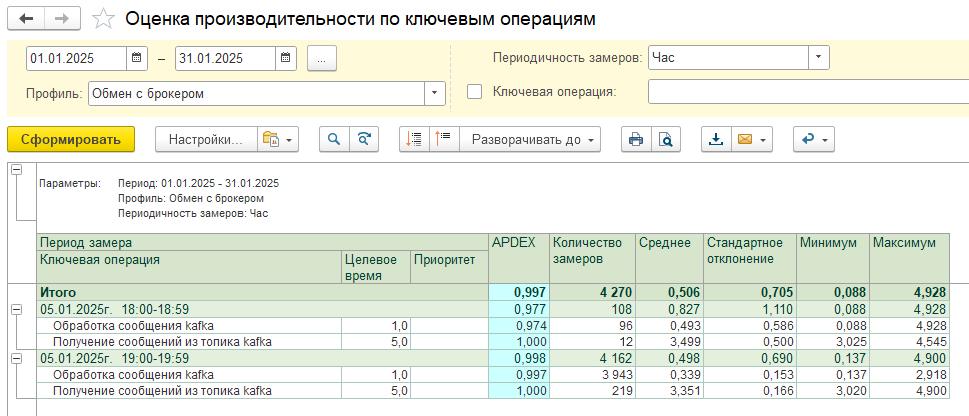 Оценка производительности по ключевым операциям
01.01.2025 – 31.01.2025 ... Периодичность замеров: Час
Профиль: Обмен с брокером Ключевая операция:
Сформировать Настройки... Разворачивать до
Параметры: Период: 01.01.2025 - 31.01.2025
Профиль: Обмен с брокером
Периодичность замеров: Час
Период замера APDEX Количество замеров Среднее Стандартное отклонение Минимум Максимум
Ключевая операция Целевое время Приоритет
Итого 0,997 4 270 0,506 0,705 0,088 4,928
05.01.2025г. 18:00-18:59 0,977 108 0,827 1,110 0,088 4,928
Обработка сообщения kafka 1,0 0,974 96 0,493 0,586 0,088 4,928
Получение сообщений из топика kafka 5,0 1,000 12 3,499 0,500 3,025 4,545
05.01.2025г. 19:00-19:59 0,998 4 162 0,498 0,690 0,137 4,900
Обработка сообщения kafka 1,0 0,997 3 943 0,339 0,153 0,137 2,918
Получение сообщений из топика kafka 5,0 1,000 219 3,351 0,166 3,020 4,900